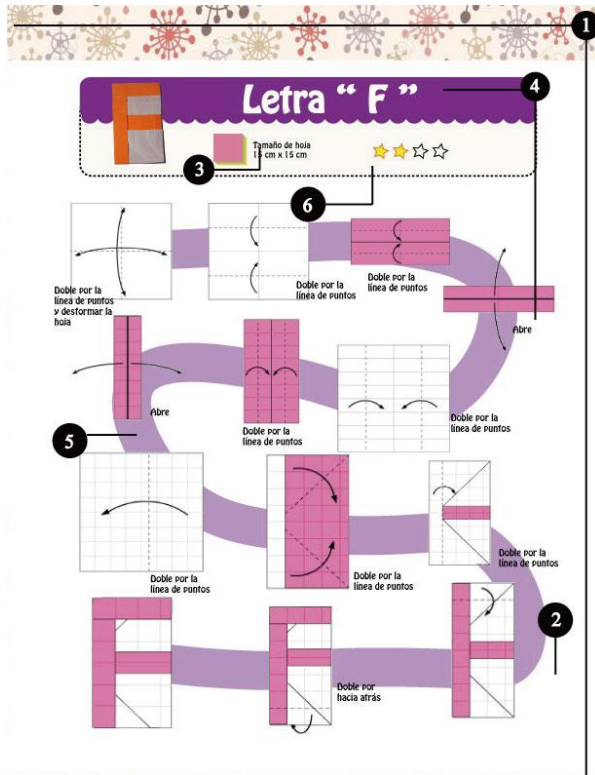 1
Letra “ F ”
4
Tamaño de hoja
15 cm x 15 cm
3
6
Doble por la
línea de puntos
y desformar la
hoja
Doble por la
línea de puntos
Doble por la
línea de puntos
Abre
Abre
Doble por la
línea de puntos
Doble por la
línea de puntos
5
Doble por la
línea de puntos
Doble por la
línea de puntos
Doble por la
línea de puntos
2
Doble por
hacia atrás